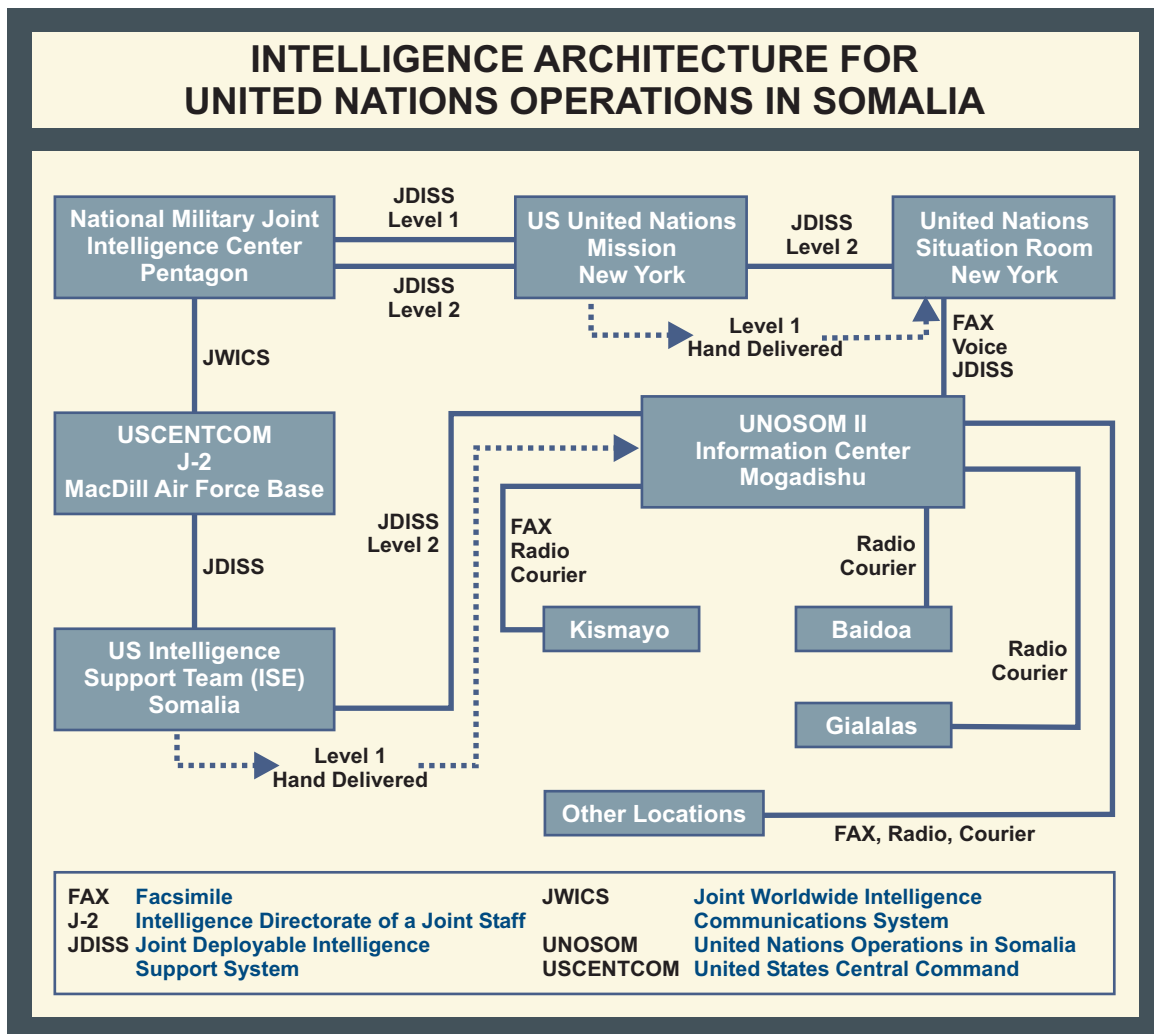 INTELLIGENCE ARCHITECTURE FOR
UNITED NATIONS OPERATIONS IN SOMALIA
National Military Joint
Intelligence Center
Pentagon
JDISS
Level 1
JDISS
Level 2
US United Nations
Mission
New York
JDISS
Level 2
United Nations
Situation Room
New York
Level 1
Hand Delivered
FAX
Voice
JDISS
JWICS
USCENTCOM
J-2
MacDill Air Force Base
UNOSOM II
Information Center
Mogadishu
JDISS
Level 2
FAX
Radio
Courier
Radio
Courier
JDISS
Kismayo
Baidoa
US Intelligence
Support Team (ISE)
Somalia
Radio
Courier
Gialalas
Level 1
Hand Delivered
Other Locations
FAX, Radio, Courier
FAX Facsimile
J-2 Intelligence Directorate of a Joint Staff
JDISS Joint Deployable Intelligence
Support System
JWICS Joint Worldwide Intelligence
Communications System
UNOSOM United Nations Operations in Somalia
USCENTCOM United States Central Command